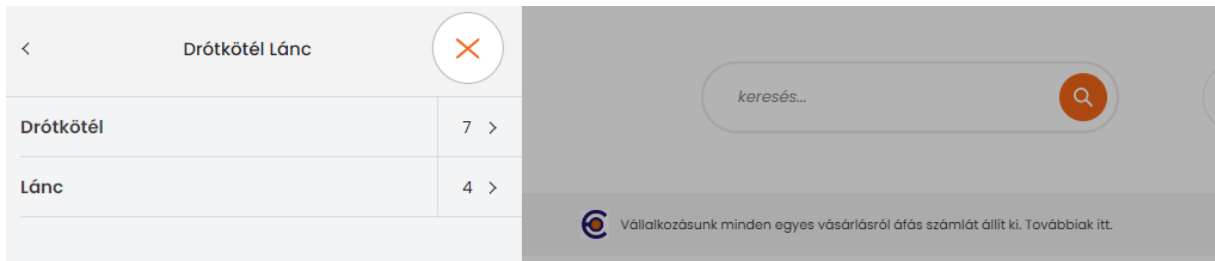 Drótkötél Lánc
keresés...
Drótkötél 7
Lánc 4
Vállalkozásunk minden egyes vásárlásról áfás számlát állít ki. Továbbiak itt.